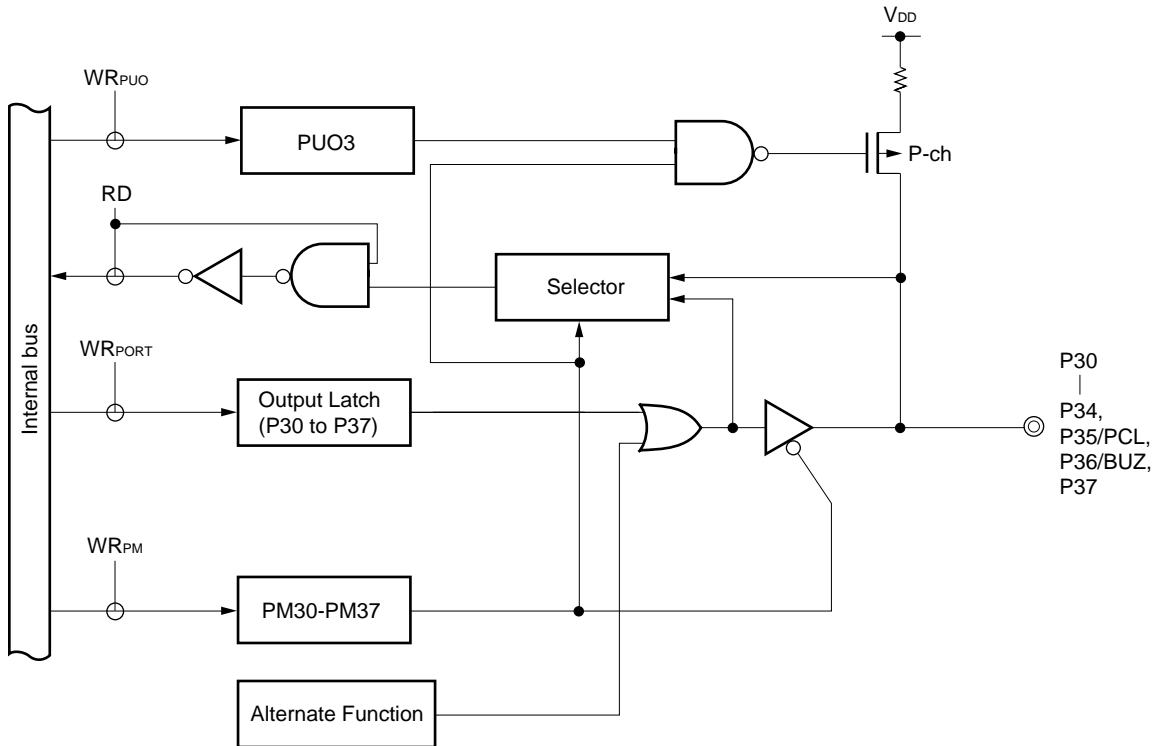 VDD
WRPUO
PUO3
P-ch
RD
Selector
Internal bus
WRPORT
Output Latch
(P30 to P37)
P30
|
P34,
P35/PCL,
P36/BUZ,
P37
WRPM
PM30-PM37
Alternate Function